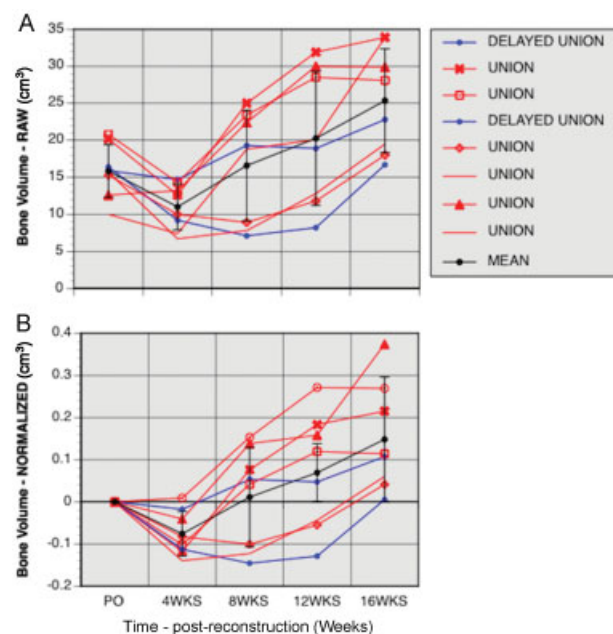 A
35
30
25
20
15
10
5
0
Bone Volume - RAW (cm³)
DELAYED UNION
UNION
UNION
DELAYED UNION
UNION
UNION
UNION
UNION
MEAN
B
0.4
0.3
0.2
0.1
0
-0.1
-0.2
Bone Volume - NORMALIZED (cm³)
PO 4WKS 8WKS 12WKS 16WKS
Time - post-reconstruction (Weeks)